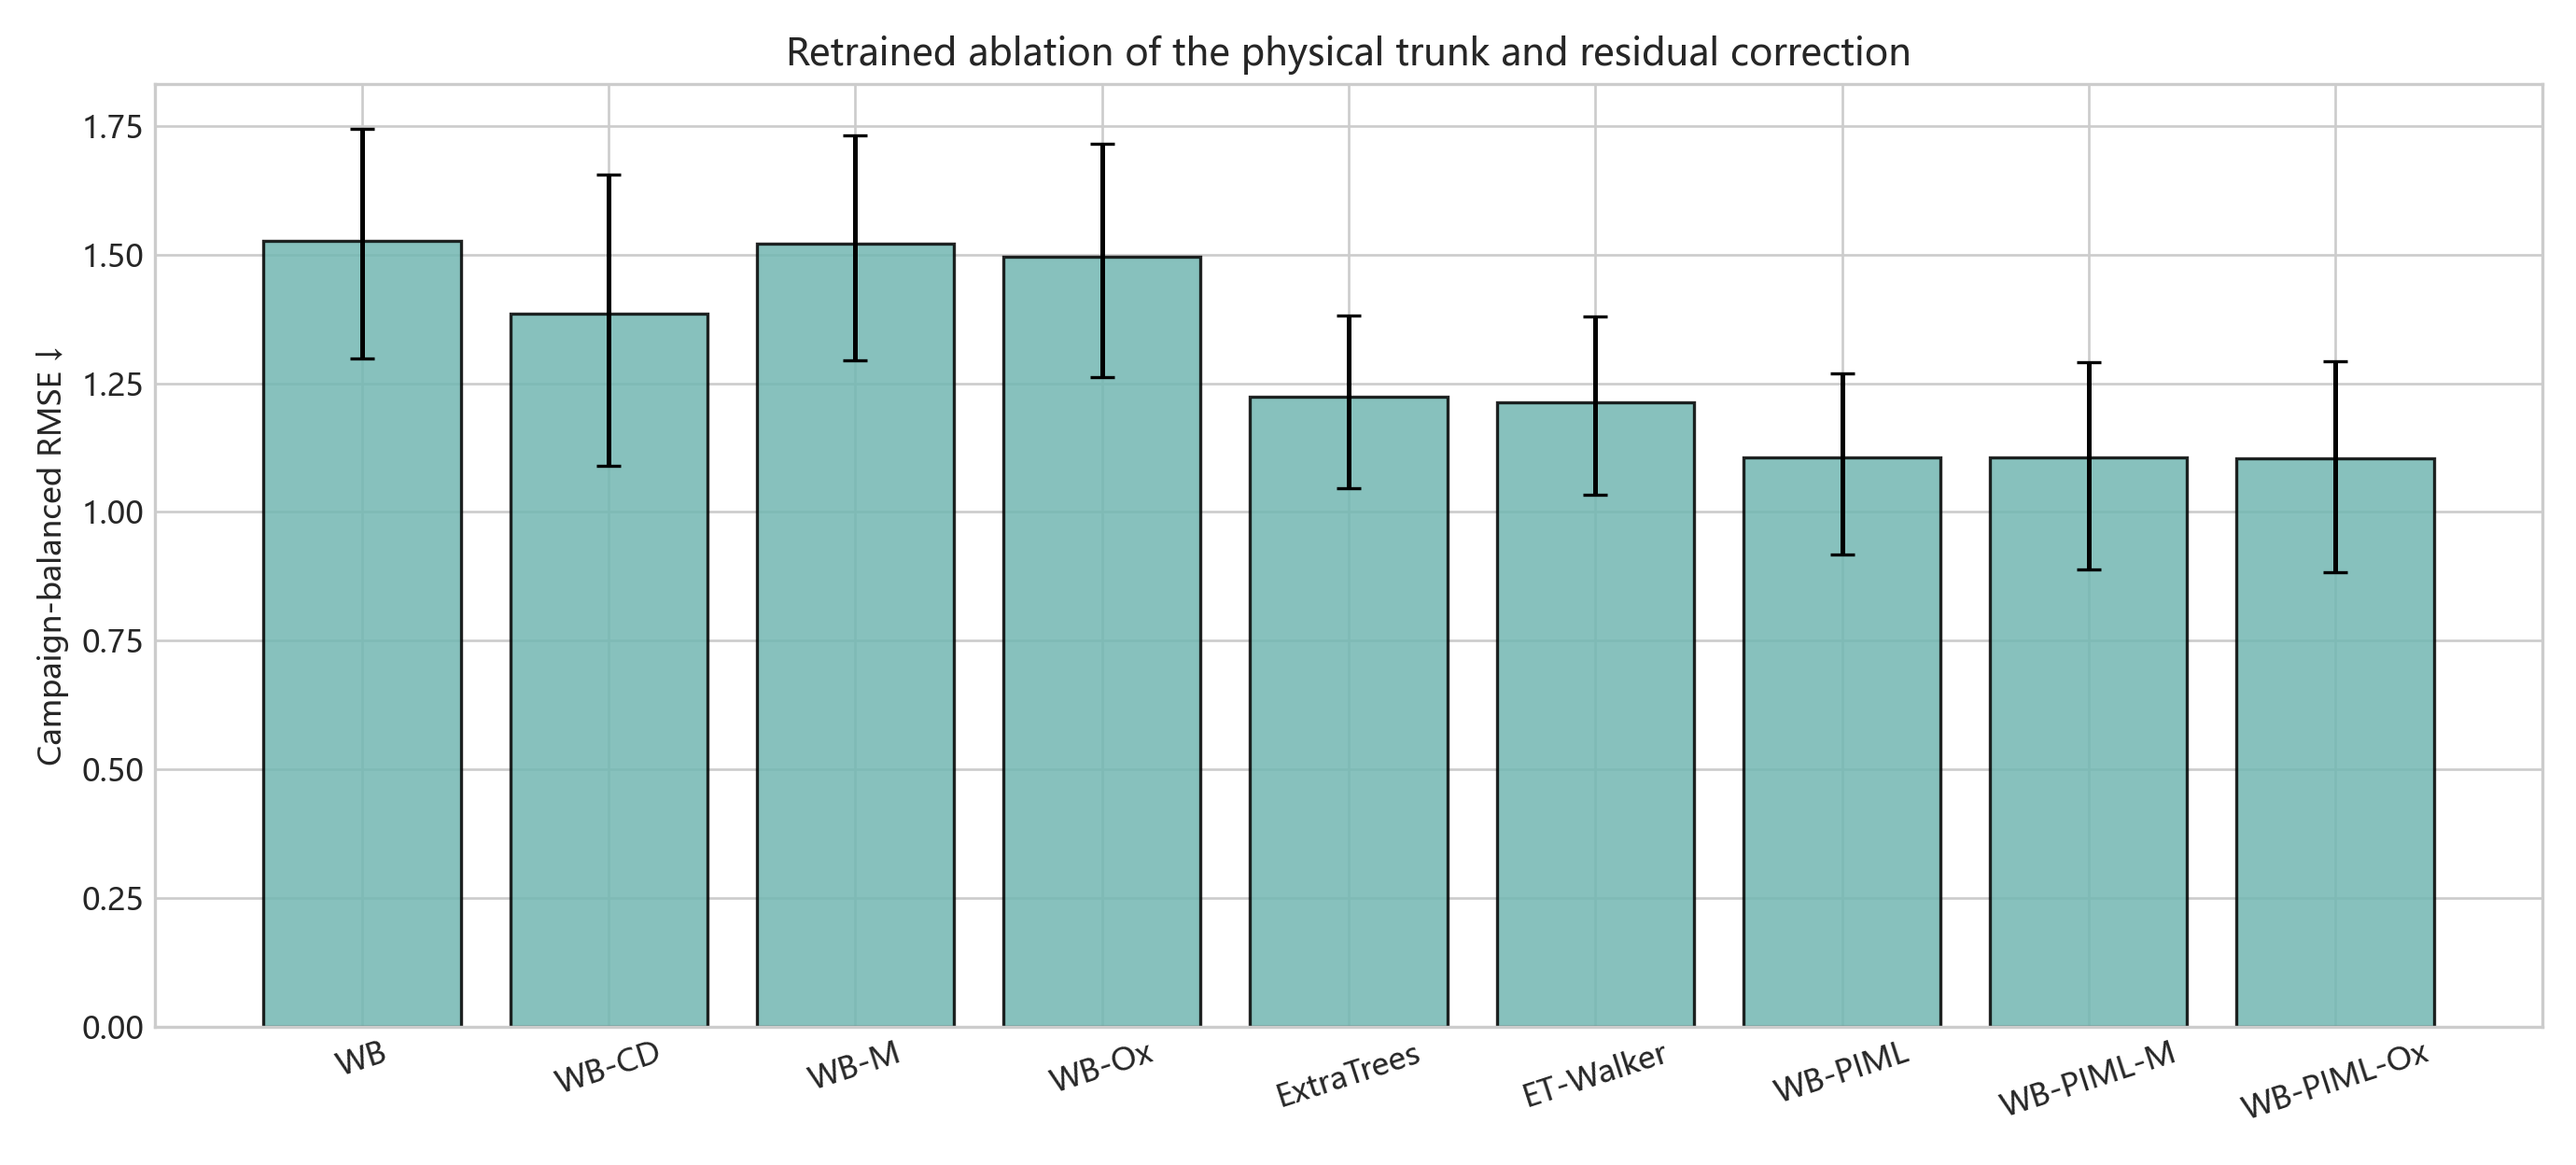 Retrained ablation of the physical trunk and residual correction
Campaign-balanced RMSE ↓
1.75
1.50
1.25
1.00
0.75
0.50
0.25
0.00
WB
WB-CD
WB-M
WB-Ox
ExtraTrees
ET-Walker
WB-PIML
WB-PIML-M
WB-PIML-Ox